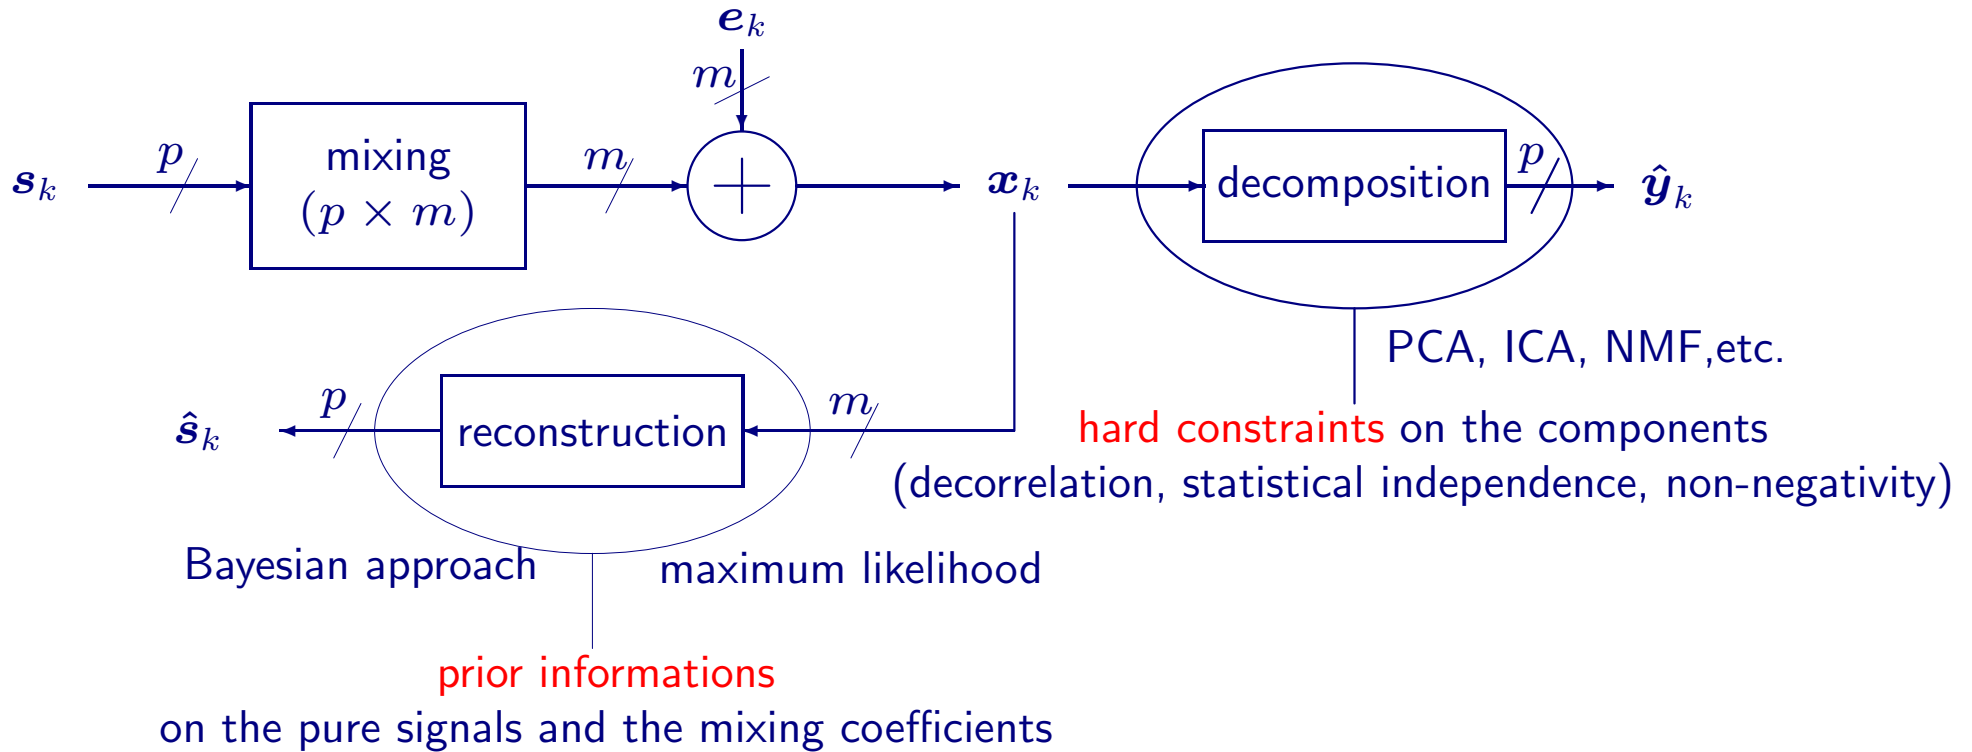 e_k
m
p
mixing
(p × m)
m
s_k
+
x_k
decomposition
p
ŷ_k
PCA, ICA, NMF,etc.
hard constraints on the components
(decorrelation, statistical independence, non-negativity)
ŝ_k
p
reconstruction
m
Bayesian approach
maximum likelihood
prior informations
on the pure signals and the mixing coefficients